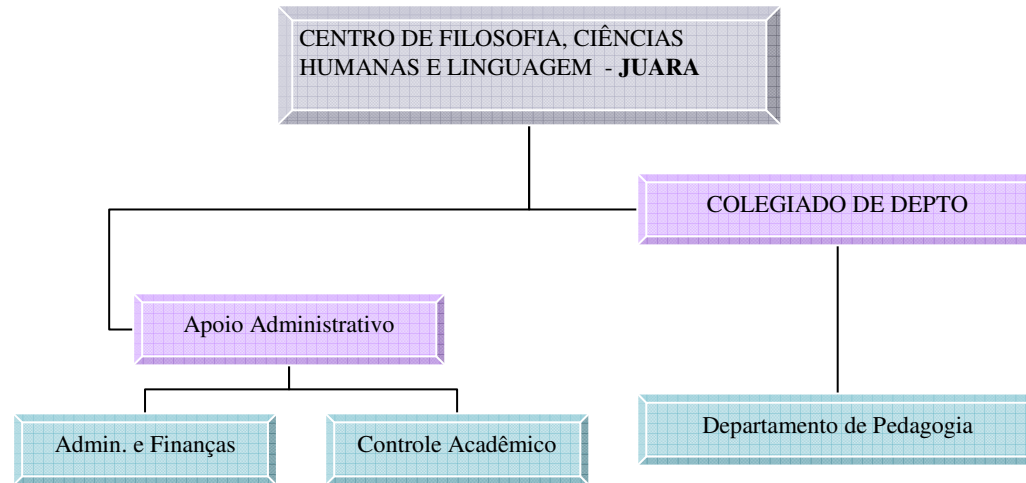 CENTRO DE FILOSOFIA, CIÊNCIAS
HUMANAS E LINGUAGEM - JUARA
COLEGIADO DE DEPTO
Apoio Administrativo
Admin. e Finanças
Controle Acadêmico
Departamento de Pedagogia